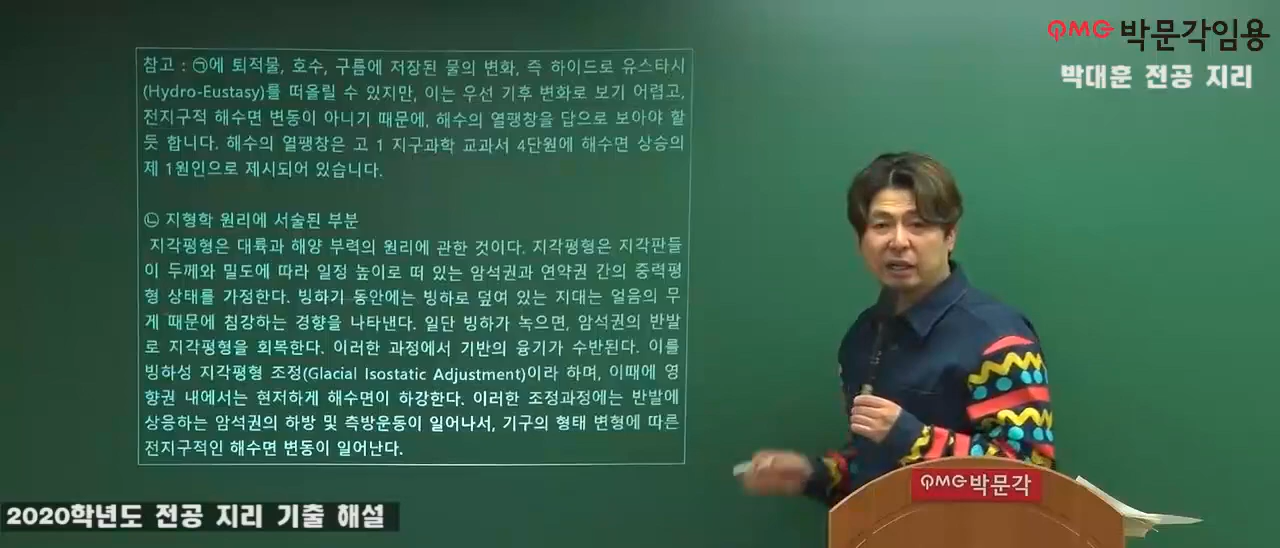 PMG 박문각임용
박대훈 전공 지리
참고 : ㉠에 퇴적물, 호수, 구름에 저장된 물의 변화, 즉 하이드로 유스타시
(Hydro-Eustasy)를 떠올릴 수 있지만, 이는 우선 기후 변화로 보기 어렵고,
전지구적 해수면 변동이 아니기 때문에, 해수의 열팽창을 답으로 보아야 할
듯 합니다. 해수의 열팽창은 고 1 지구과학 교과서 4단원에 해수면 상승의
제 1원인으로 제시되어 있습니다.
㉡ 지형학 원리에 서술된 부분
지각평형은 대륙과 해양 부력의 원리에 관한 것이다. 지각평형은 지각판들
이 두께와 밀도에 따라 일정 높이로 떠 있는 암석권과 연약권 간의 중력평
형 상태를 가정한다. 빙하기 동안에는 빙하로 덮여 있는 지대는 얼음의 무
게 때문에 침강하는 경향을 나타낸다. 일단 빙하가 녹으면, 암석권의 반발
로 지각평형을 회복한다. 이러한 과정에서 기반의 융기가 수반된다. 이를
빙하성 지각평형 조정(Glacial Isostatic Adjustment)이라 하며, 이때에 영
향권 내에서는 현저하게 해수면이 하강한다. 이러한 조정과정에는 반발에
상응하는 암석권의 하방 및 측방운동이 일어나서, 기구의 형태 변형에 따른
전지구적인 해수면 변동이 일어난다.
PMG 박문각
2020학년도 전공 지리 기출 해설